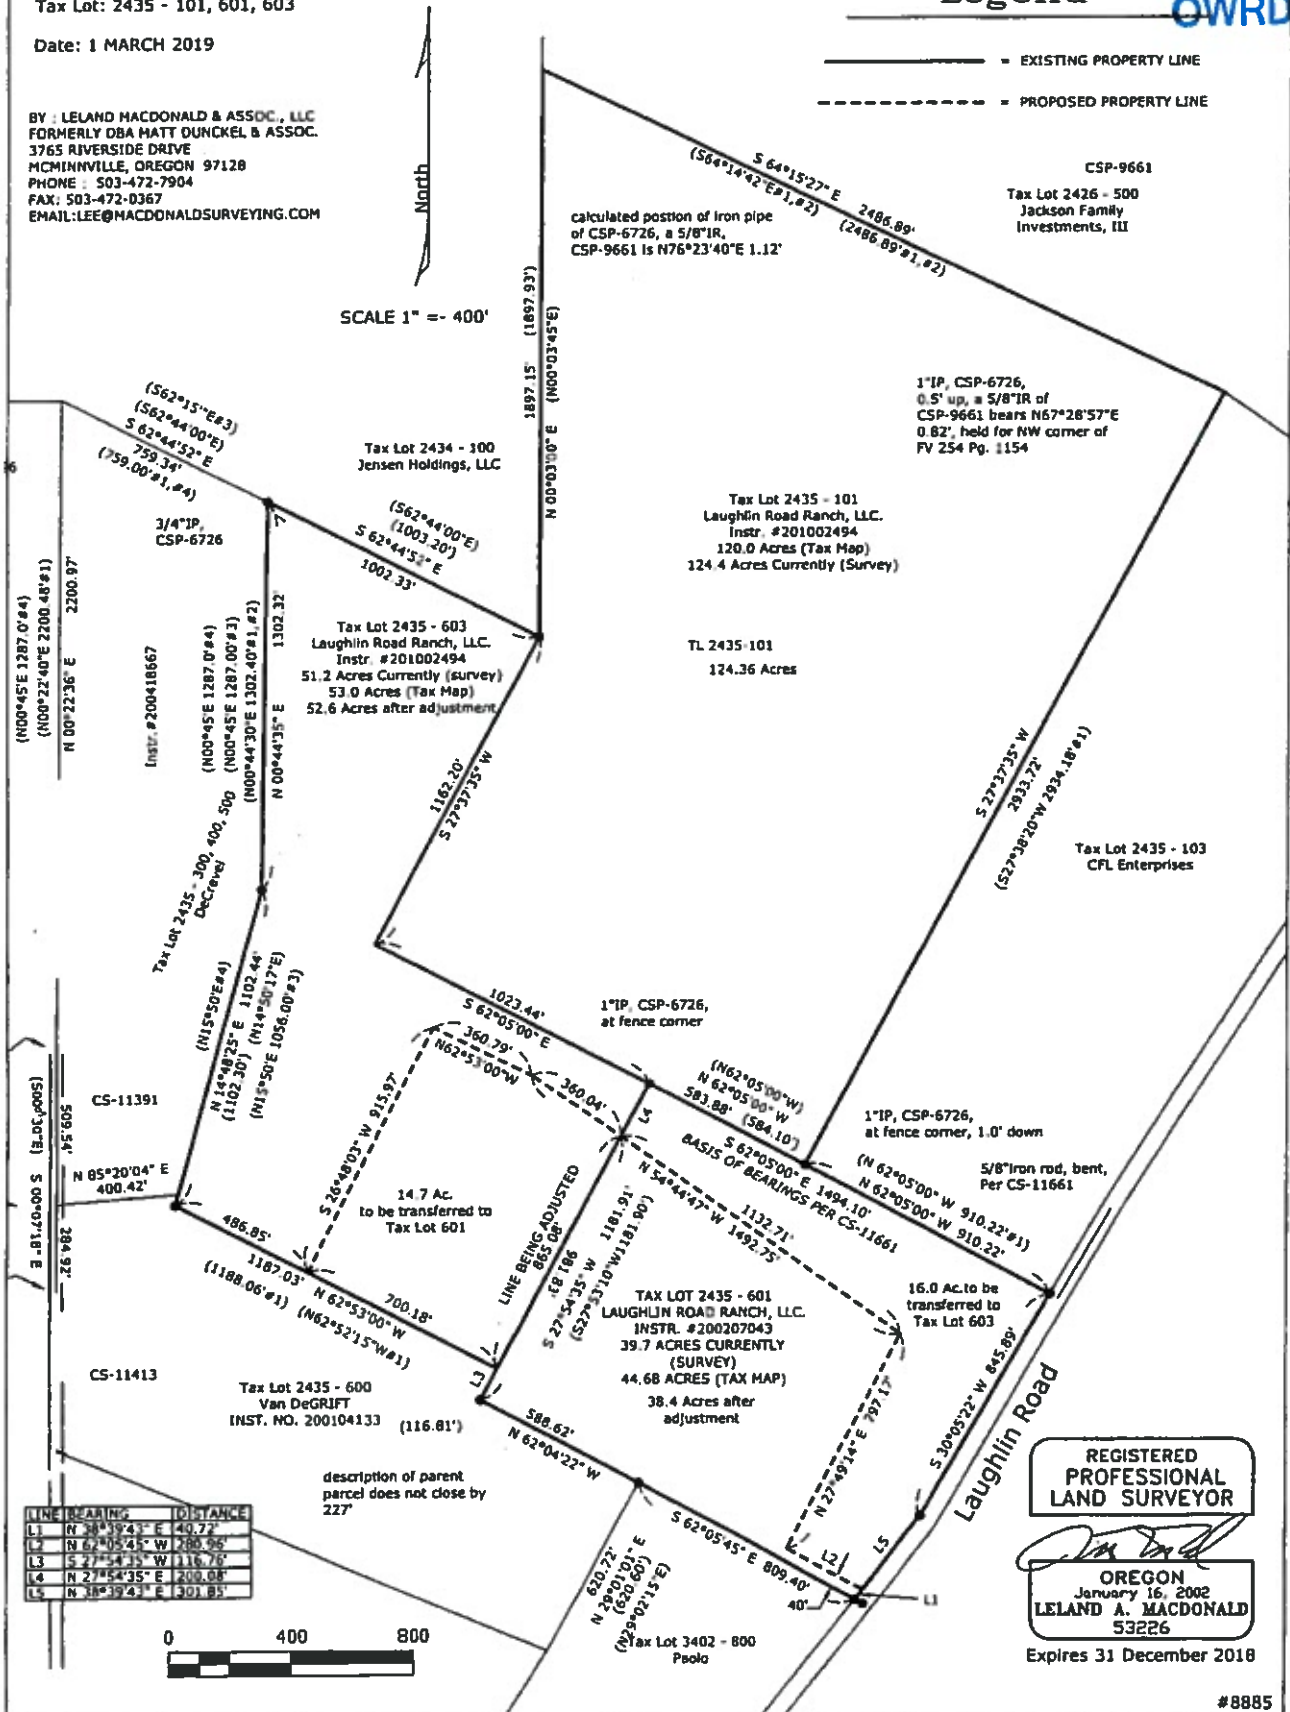 Tax Lot: 2435 - 101, 601, 603
Date: 1 MARCH 2019
BY : LELAND MACDONALD & ASSOC., LLC
FORMERLY DBA MATT DUNCKEL & ASSOC.
3765 RIVERSIDE DRIVE
MCMINNVILLE, OREGON 97128
PHONE : 503-472-7904
FAX: 503-472-0367
EMAIL:LEE@MACDONALDSURVEYING.COM
North
SCALE 1" =- 400'
Legend
OWRD
= EXISTING PROPERTY LINE
= PROPOSED PROPERTY LINE
CSP-9661
Tax Lot 2426 - 500
Jackson Family
Investments, III
S 64°15'27" E 2486.89'
(S64°14'42"E#1,#2) (2486.89'#1,#2)
calculated postion of iron pipe
of CSP-6726, a 5/8"IR,
CSP-9661 is N76°23'40"E 1.12'
1897.15' (1897.93')
N 00°03'00" E (N00°03'45"E)
1"IP, CSP-6726,
0.5' up, a 5/8"IR of
CSP-9661 bears N67°28'57"E
0.82', held for NW corner of
FV 254 Pg. 1154
(S62°15'"E#3)
(S62°44'00"E)
S 62°44'52" E
759.34'
(759.00'#1,#4)
Tax Lot 2434 - 100
Jensen Holdings, LLC
3/4"IP,
CSP-6726
(S62°44'00"E)
(1003.20')
S 62°44'52" E
1002.33'
Tax Lot 2435 - 101
Laughlin Road Ranch, LLC.
Instr. #201002494
120.0 Acres (Tax Map)
124.4 Acres Currently (Survey)
TL 2435-101
124.36 Acres
Tax Lot 2435 - 603
Laughlin Road Ranch, LLC.
Instr. #201002494
51.2 Acres Currently (survey)
53.0 Acres (Tax Map)
52.6 Acres after adjustment
(N00°45'E 1287.0'#4)
(N00°22'40"E 2200.48'#1)
N 00°22'36" E 2200.97'
Instr.#200418667
(N00°45'E 1287.0'#4)
(N00°45'E 1287.00'#3)
(N00°44'30"E 1302.40'#1,#2)
N 00°44'35" E 1302.32'
Tax Lot 2435 - 300, 400, 500
DeCrevel
1162.20'
S 27°37'35" W
S 27°37'35" W
2933.72'
(S27°38'20"W 2934.18'#1)
Tax Lot 2435 - 103
CFL Enterprises
(N15°50'E#4)
N 14°48'25" E 1102.44'
(1102.30') (N14°50'17"E)
(N15°50'E 1056.00'#3)
1023.44'
S 62°05'00" E
1"IP, CSP-6726,
at fence corner
360.79'
N62°53'00"W
360.04'
L4
(N62°05'00"W)
N 62°05'00" W
583.88' (584.10')
S 62°05'00" E 1494.10'
BASIS OF BEARINGS PER CS-11661
1"IP, CSP-6726,
at fence corner, 1.0' down
(N 62°05'00" W 910.22'#1)
N 62°05'00" W 910.22'
5/8"Iron rod, bent,
Per CS-11661
CS-11391
(S00°30'E) S 00°07'18" E
509.54'
284.92'
N 85°20'04" E
400.42'
S 26°48'03" W 915.97'
14.7 Ac.
to be transferred to
Tax Lot 601
LINE BEING ADJUSTED
865.08'
981.83'
S 27°54'35" W 1181.91'
(S27°53'10"W1181.90')
1132.71'
N 54°44'47" W 1492.75'
486.85'
1187.03'
(1188.06'#1)
N 62°53'00" W
(N62°52'15"W#1)
700.18'
TAX LOT 2435 - 601
LAUGHLIN ROAD RANCH, LLC.
INSTR. #200207043
39.7 ACRES CURRENTLY
(SURVEY)
44.68 ACRES (TAX MAP)
38.4 Acres after
adjustment
16.0 Ac.to be
transferred to
Tax Lot 603
S 30°05'22" W 845.89'
Laughlin Road
CS-11413
Tax Lot 2435 - 600
Van DeGRIFT
INST. NO. 200104133
(116.81')
L3
588.62'
N 62°04'22" W
N 27°49'14" E 797.17'
description of parent
parcel does not close by
227'
S 62°05'45" E 809.40'
L2
L5
40'
L1
620.72'
N 29°01'01" E
(620.60')
(N29°02'15"E)
Tax Lot 3402 - 800
Paola
LINE BEARING DISTANCE
L1 N 38°39'43" E 40.72'
L2 N 62°05'45" W 280.96'
L3 S 27°54'35" W 116.76'
L4 N 27°54'35" E 200.08'
L5 N 38°39'43" E 301.85'
0 400 800
REGISTERED
PROFESSIONAL
LAND SURVEYOR
OREGON
January 16, 2002
LELAND A. MACDONALD
53226
Expires 31 December 2018
#8885